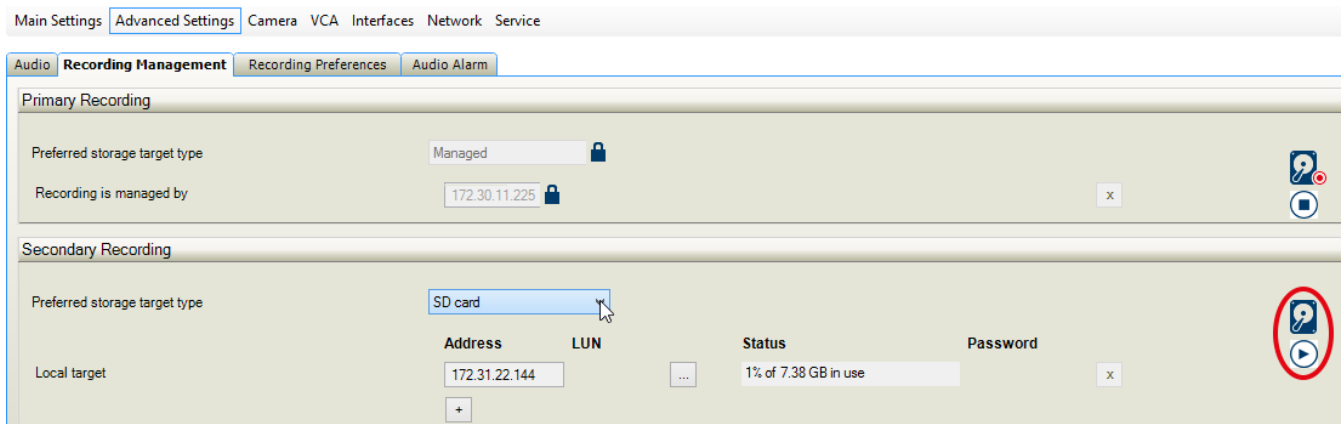 Main Settings Advanced Settings Camera VCA Interfaces Network Service
Audio Recording Management Recording Preferences Audio Alarm
Primary Recording
Preferred storage target type Managed
Recording is managed by 172.30.11.225 x
Secondary Recording
Preferred storage target type SD card
Address LUN Status Password
Local target 172.31.22.144 ... 1% of 7.38 GB in use x
+